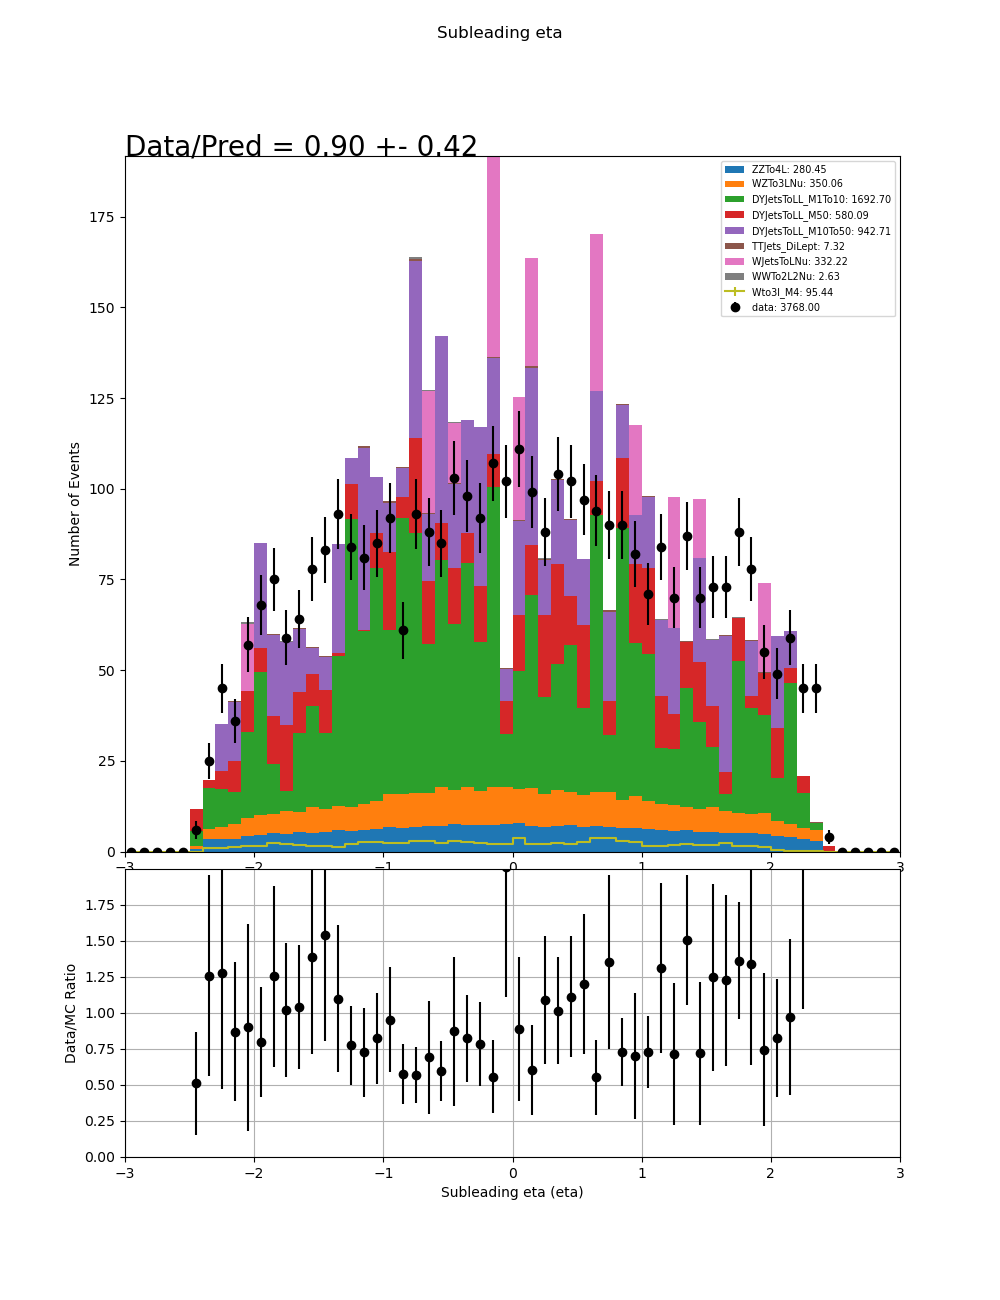 Subleading eta
Data/Pred = 0.90 +- 0.42
ZZTo4L: 280.45
WZTo3LNu: 350.06
DYJetsToLL_M1To10: 1692.70
DYJetsToLL_M50: 580.09
DYJetsToLL_M10To50: 942.71
TTJets_DiLept: 7.32
WJetsToLNu: 332.22
WWTo2L2Nu: 2.63
Wto3l_M4: 95.44
data: 3768.00
Number of Events
175
150
125
100
75
50
25
0
−3 −2 −1 0 1 2 3
Data/MC Ratio
1.75
1.50
1.25
1.00
0.75
0.50
0.25
0.00
−3 −2 −1 0 1 2 3
Subleading eta (eta)